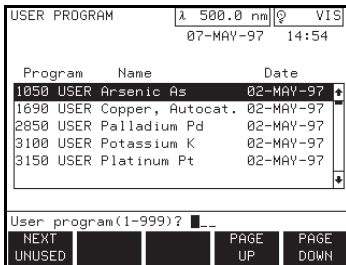 USER PROGRAM λ 500.0 nm VIS
07-MAY-97 14:54
Program Name Date
1050 USER Arsenic As 02-MAY-97
1690 USER Copper, Autocat. 02-MAY-97
2850 USER Palladium Pd 02-MAY-97
3100 USER Potassium K 02-MAY-97
3150 USER Platinum Pt 02-MAY-97
User program(1-999)? __
NEXT UNUSED PAGE UP PAGE DOWN